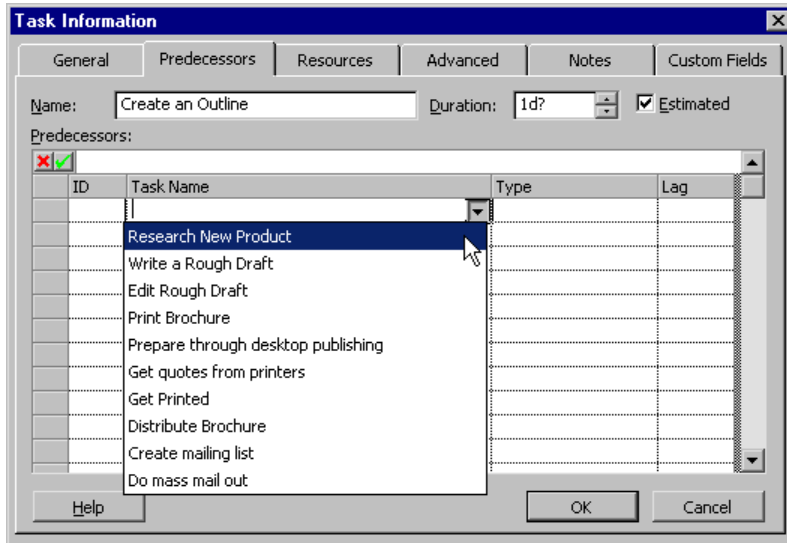 Task Information
General Predecessors Resources Advanced Notes Custom Fields
Name: Create an Outline Duration: 1d? Estimated
Predecessors:
ID Task Name Type Lag
Research New Product
Write a Rough Draft
Edit Rough Draft
Print Brochure
Prepare through desktop publishing
Get quotes from printers
Get Printed
Distribute Brochure
Create mailing list
Do mass mail out
Help OK Cancel